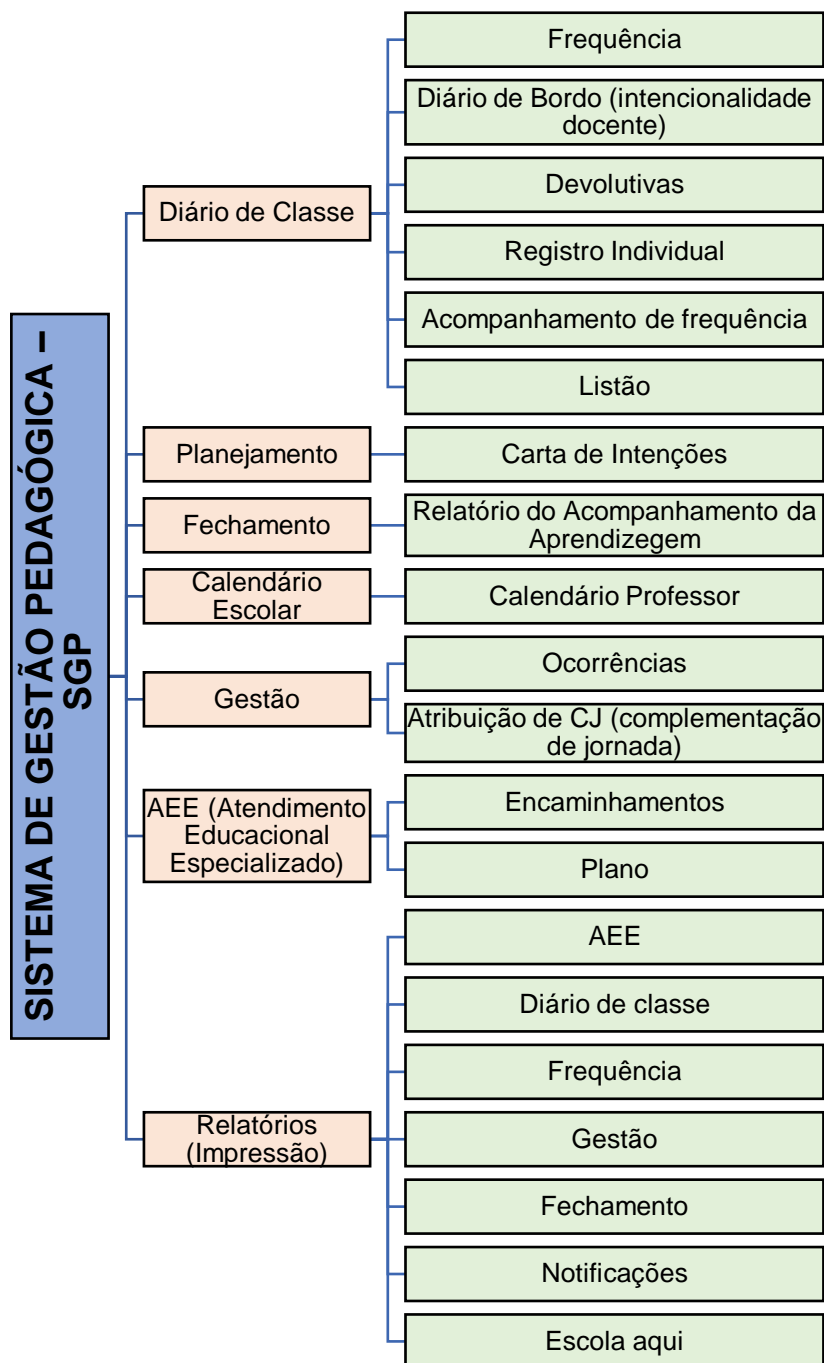 SISTEMA DE GESTÃO PEDAGÓGICA –
SGP
Diário de Classe
Frequência
Diário de Bordo (intencionalidade
docente)
Devolutivas
Registro Individual
Acompanhamento de frequência
Listão
Planejamento
Carta de Intenções
Fechamento
Relatório do Acompanhamento da
Aprendizegem
Calendário
Escolar
Calendário Professor
Gestão
Ocorrências
Atribuição de CJ (complementação
de jornada)
AEE (Atendimento
Educacional
Especializado)
Encaminhamentos
Plano
Relatórios
(Impressão)
AEE
Diário de classe
Frequência
Gestão
Fechamento
Notificações
Escola aqui